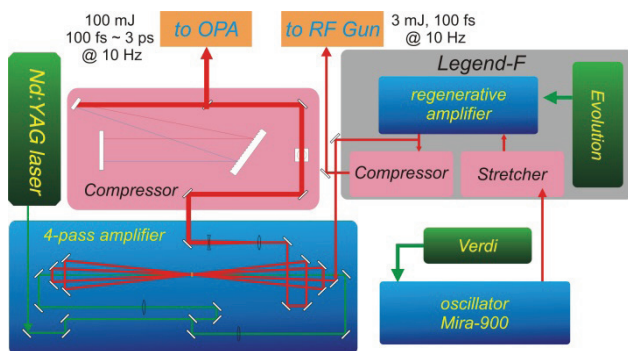 100 mJ
100 fs ~ 3 ps
@ 10 Hz
to OPA
to RF Gun
3 mJ, 100 fs
@ 10 Hz
Nd:YAG laser
Compressor
Legend-F
regenerative
amplifier
Evolution
Compressor
Stretcher
4-pass amplifier
Verdi
oscillator
Mira-900